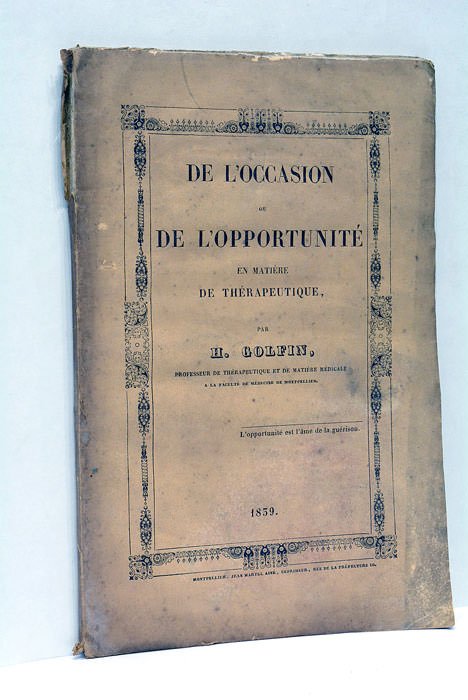 DE L'OCCASION
OU
DE L'OPPORTUNITÉ
EN MATIÈRE
DE THÉRAPEUTIQUE,
PAR
H. GOLFIN,
PROFESSEUR DE THÉRAPEUTIQUE ET DE MATIÈRE MÉDICALE
A LA FACULTÉ DE MÉDECINE DE MONTPELLIER.
L'opportunité est l'âme de la guérison.
1839.
MONTPELLIER, JEAN MARTEL AINÉ, IMPRIMEUR, RUE DE LA PRÉFECTURE 10.